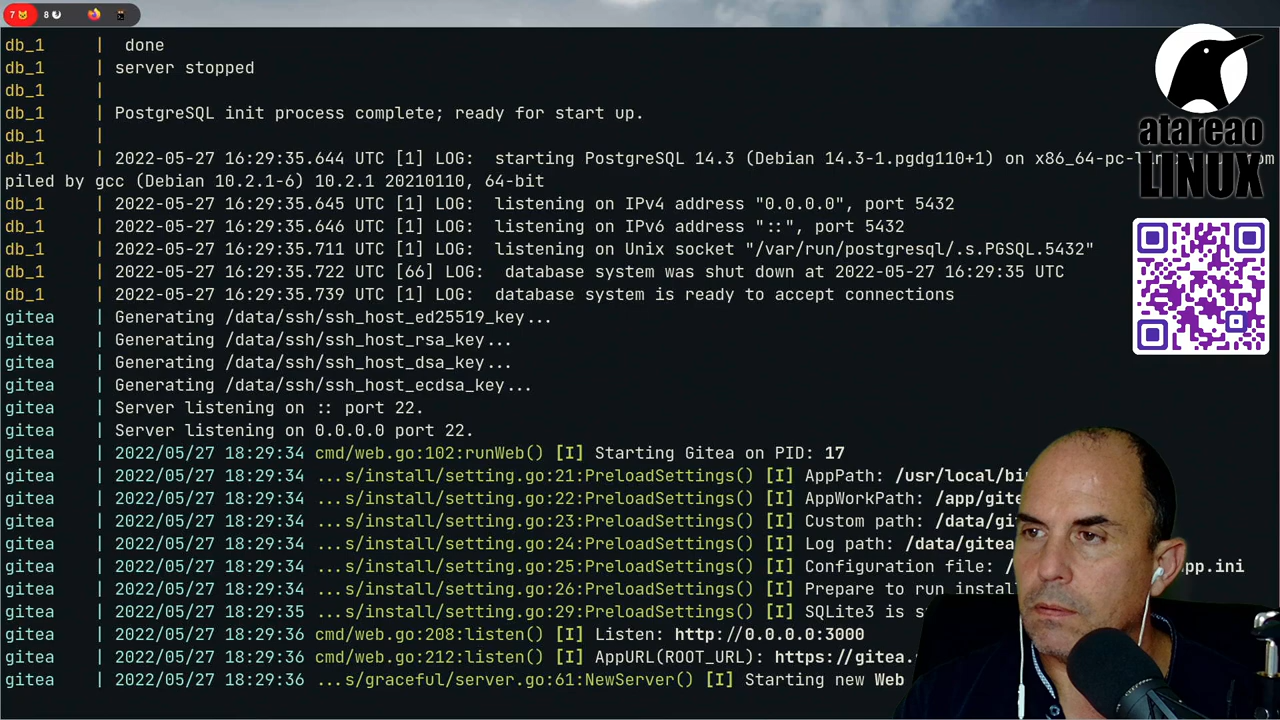 7 8
db_1 | done
db_1 | server stopped
db_1 |
db_1 | PostgreSQL init process complete; ready for start up.
db_1 |
db_1 | 2022-05-27 16:29:35.644 UTC [1] LOG: starting PostgreSQL 14.3 (Debian 14.3-1.pgdg110+1) on
piled by gcc (Debian 10.2.1-6) 10.2.1 20210110, 64-bit
db_1 | 2022-05-27 16:29:35.645 UTC [1] LOG: listening on IPv4 address "0.0.0.0", port 5432
db_1 | 2022-05-27 16:29:35.646 UTC [1] LOG: listening on IPv6 address "::", port 5432
db_1 | 2022-05-27 16:29:35.711 UTC [1] LOG: listening on Unix socket "/var/run/postgresql/.s.PGSQL.5432"
db_1 | 2022-05-27 16:29:35.722 UTC [66] LOG: database system was shut down at 2022-05-27 16:29:35 UTC
db_1 | 2022-05-27 16:29:35.739 UTC [1] LOG: database system is ready to accept connections
gitea | Generating /data/ssh/ssh_host_ed25519_key...
gitea | Generating /data/ssh/ssh_host_rsa_key...
gitea | Generating /data/ssh/ssh_host_dsa_key...
gitea | Generating /data/ssh/ssh_host_ecdsa_key...
gitea | Server listening on :: port 22.
gitea | Server listening on 0.0.0.0 port 22.
gitea | 2022/05/27 18:29:34 cmd/web.go:102:runWeb() [I] Starting Gitea on PID: 17
gitea | 2022/05/27 18:29:34 ...s/install/setting.go:21:PreloadSettings() [I] AppPath: /usr/local/bi
gitea | 2022/05/27 18:29:34 ...s/install/setting.go:22:PreloadSettings() [I] AppWorkPath: /app/gite
gitea | 2022/05/27 18:29:34 ...s/install/setting.go:23:PreloadSettings() [I] Custom path: /data/gi
gitea | 2022/05/27 18:29:34 ...s/install/setting.go:24:PreloadSettings() [I] Log path: /data/gitea
gitea | 2022/05/27 18:29:34 ...s/install/setting.go:25:PreloadSettings() [I] Configuration file: / pp.ini
gitea | 2022/05/27 18:29:34 ...s/install/setting.go:26:PreloadSettings() [I] Prepare to run instal
gitea | 2022/05/27 18:29:35 ...s/install/setting.go:29:PreloadSettings() [I] SQLite3 is s
gitea | 2022/05/27 18:29:36 cmd/web.go:208:listen() [I] Listen: http://0.0.0.0:3000
gitea | 2022/05/27 18:29:36 cmd/web.go:212:listen() [I] AppURL(ROOT_URL): https://gitea.
gitea | 2022/05/27 18:29:36 ...s/graceful/server.go:61:NewServer() [I] Starting new Web
atareao
LINUX